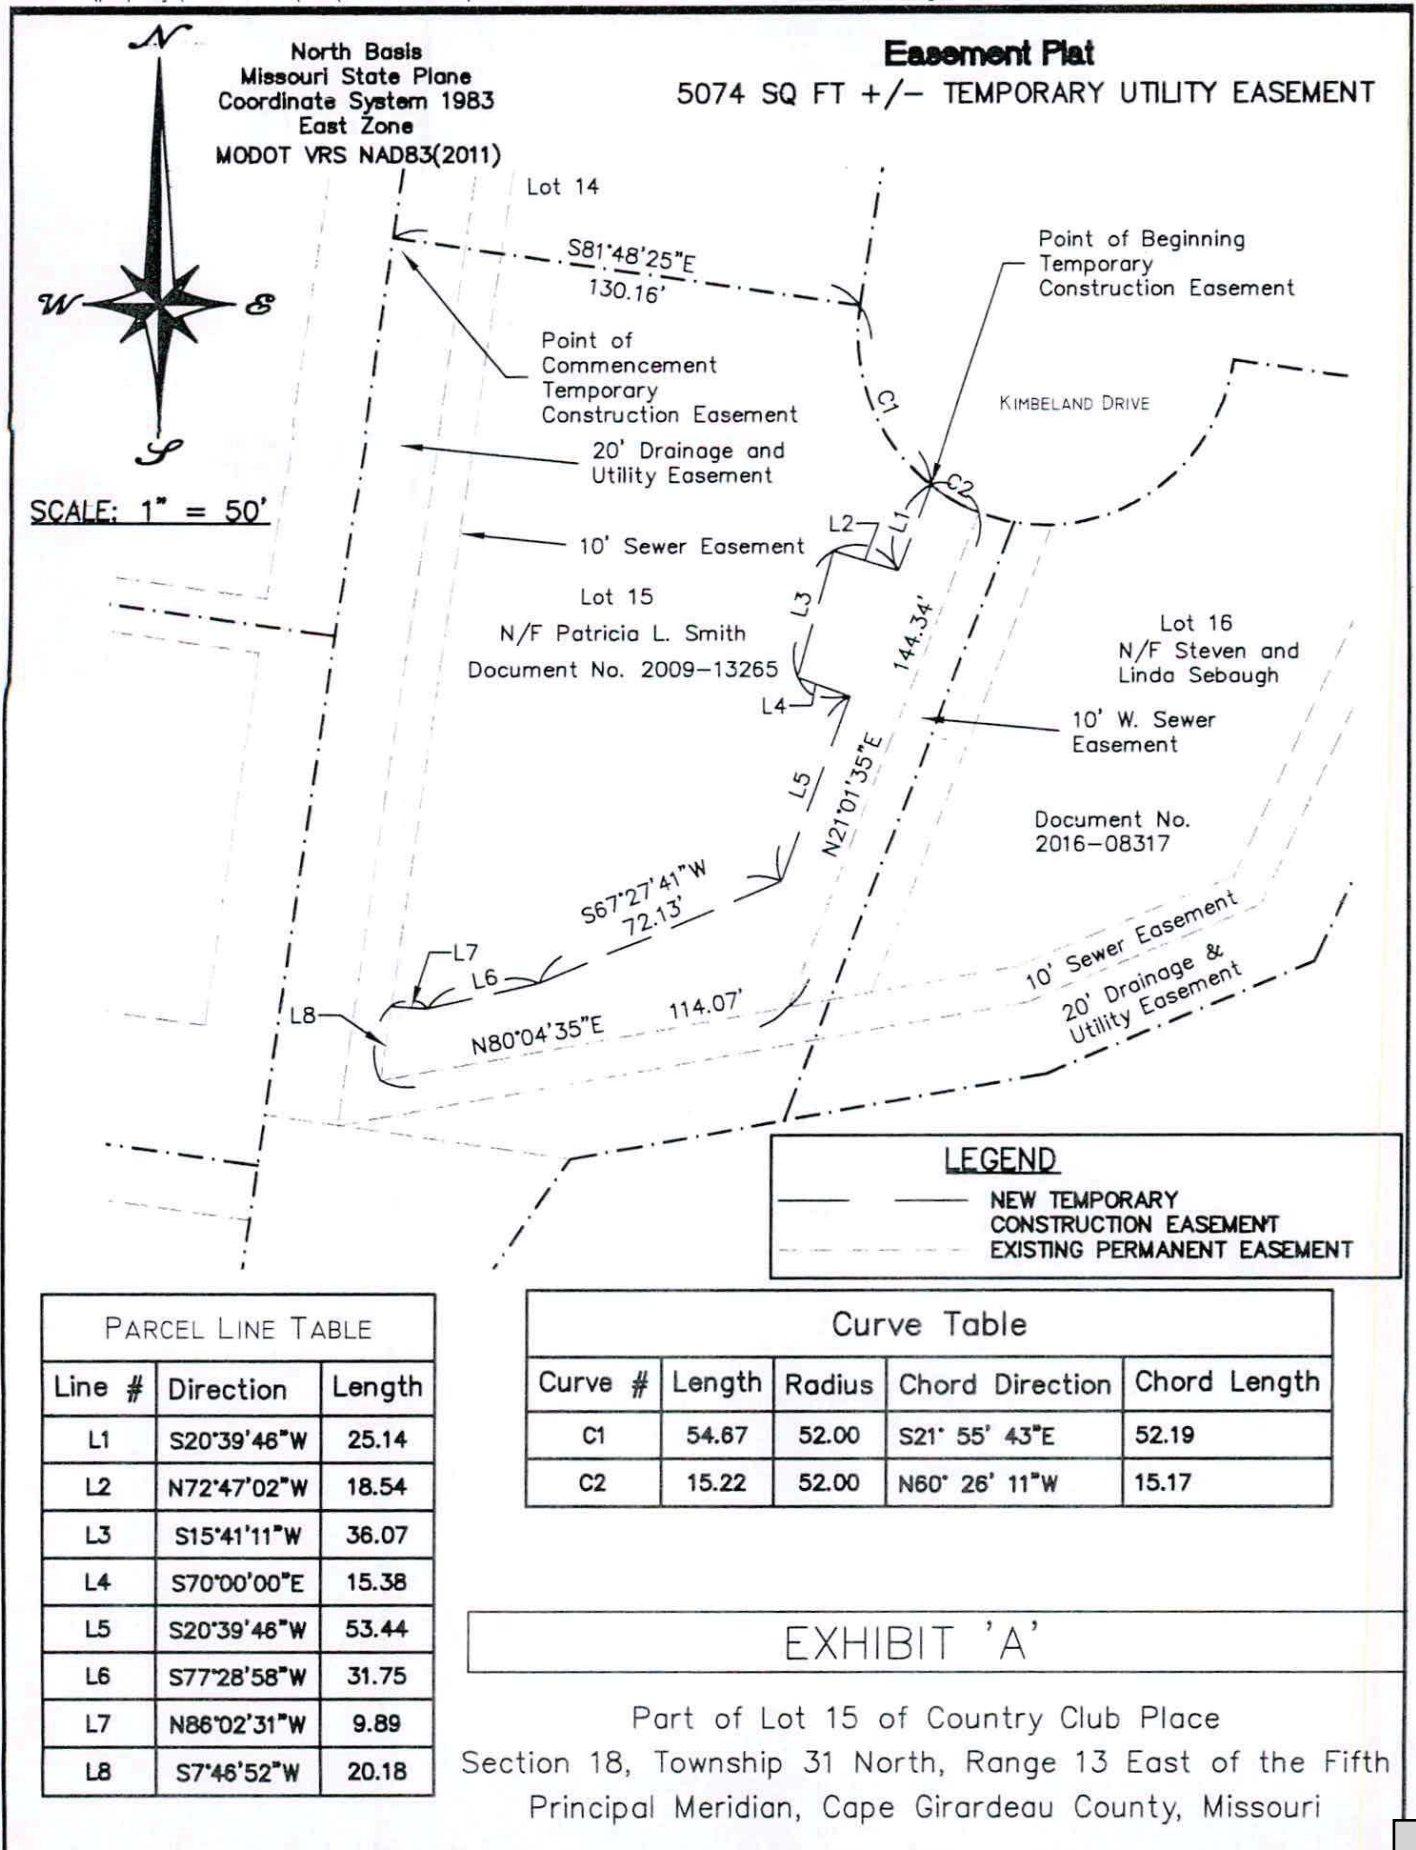 N
North Basis
Missouri State Plane
Coordinate System 1983
East Zone
MODOT VRS NAD83(2011)
W
E
S
SCALE: 1" = 50'
Easement Plat
5074 SQ FT +/- TEMPORARY UTILITY EASEMENT
Lot 14
S81°48'25"E
130.16'
Point of Beginning
Temporary
Construction Easement
Point of
Commencement
Temporary
Construction Easement
C1
KIMBELAND DRIVE
20' Drainage and
Utility Easement
C2
L1
L2
10' Sewer Easement
Lot 15
N/F Patricia L. Smith
Document No. 2009-13265
L3
L4
144.34'
N21°01'35"E
Lot 16
N/F Steven and
Linda Sebaugh
10' W. Sewer
Easement
L5
Document No.
2016-08317
S67°27'41"W
72.13'
L7
L6
L8
N80°04'35"E
114.07'
10' Sewer Easement
20' Drainage &
Utility Easement
LEGEND
NEW TEMPORARY
CONSTRUCTION EASEMENT
EXISTING PERMANENT EASEMENT
PARCEL LINE TABLE
Line # Direction Length
L1 S20°39'46"W 25.14
L2 N72°47'02"W 18.54
L3 S15°41'11"W 36.07
L4 S70°00'00"E 15.38
L5 S20°39'46"W 53.44
L6 S77°28'58"W 31.75
L7 N86°02'31"W 9.89
L8 S7°46'52"W 20.18
Curve Table
Curve # Length Radius Chord Direction Chord Length
C1 54.67 52.00 S21° 55' 43"E 52.19
C2 15.22 52.00 N60° 26' 11"W 15.17
EXHIBIT 'A'
Part of Lot 15 of Country Club Place
Section 18, Township 31 North, Range 13 East of the Fifth
Principal Meridian, Cape Girardeau County, Missouri